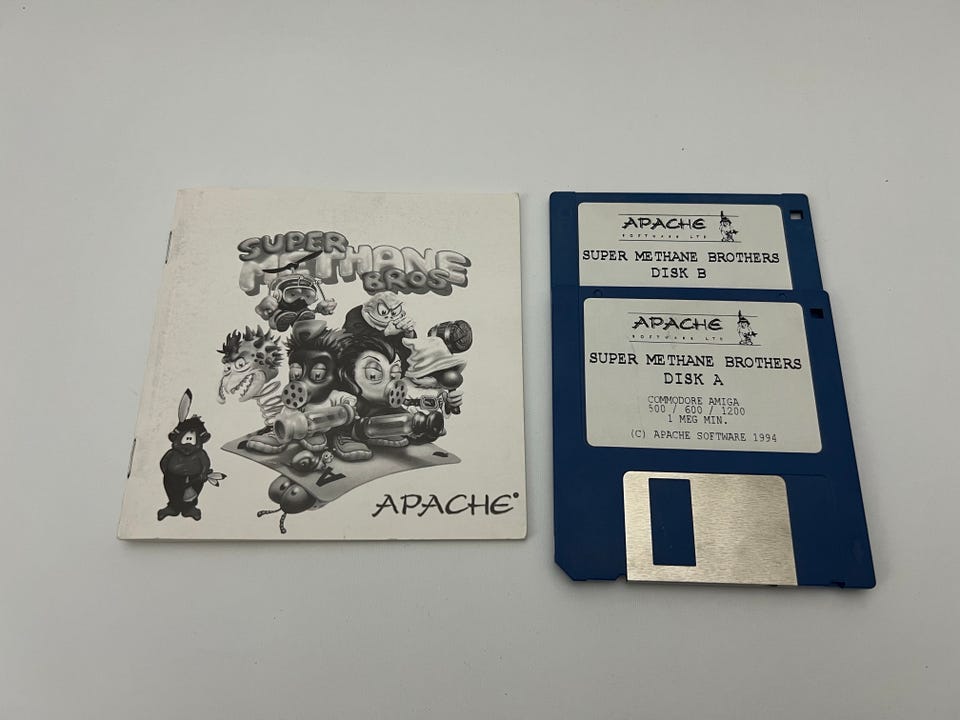 SUPER
METHANE
BROS
APACHE
APACHE
SOFTWARE LTD
SUPER METHANE BROTHERS
DISK B
APACHE
SOFTWARE LTD
SUPER METHANE BROTHERS
DISK A
COMMODORE AMIGA
500 / 600 / 1200
1 MEG MIN.
(C) APACHE SOFTWARE 1994